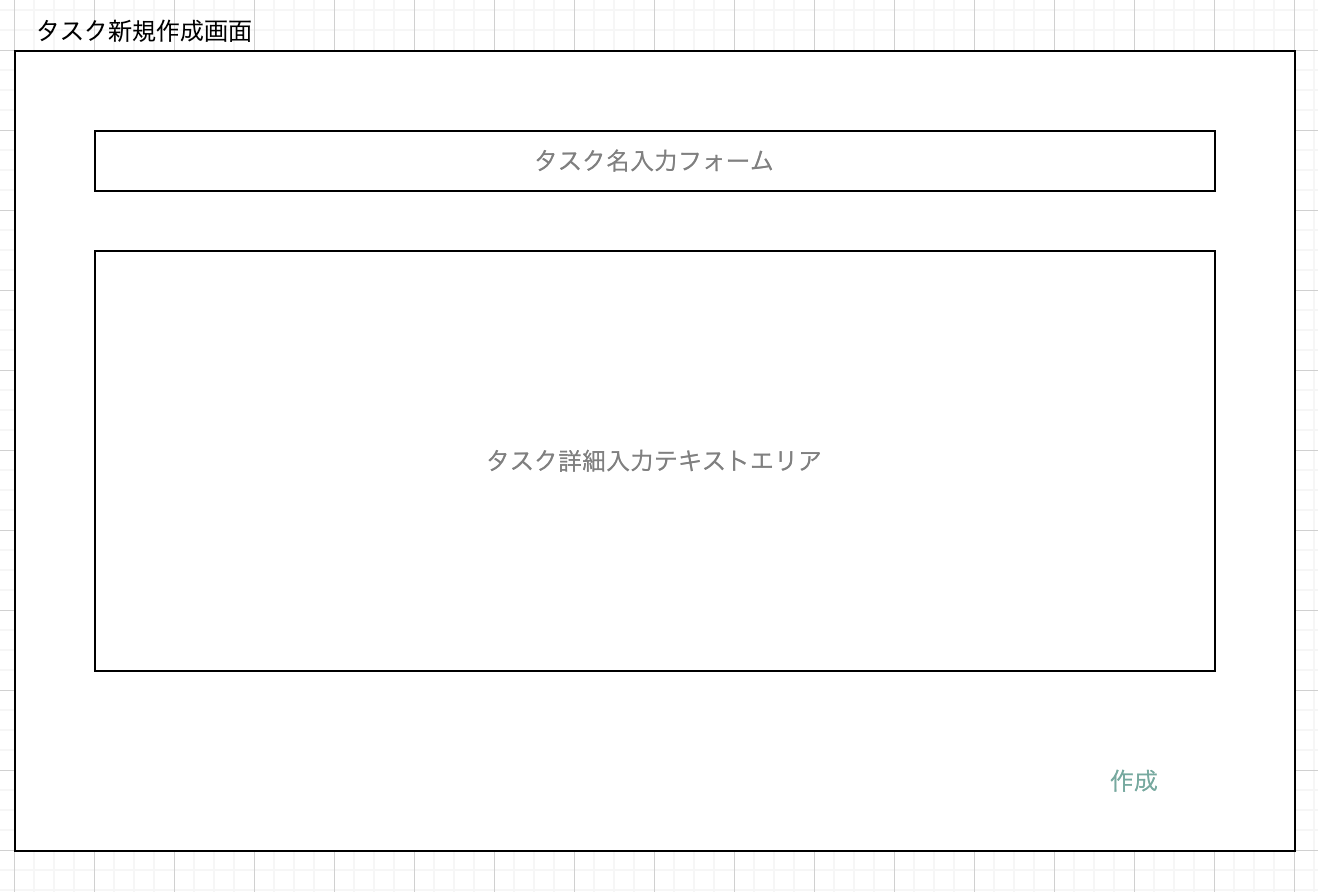 タスク新規作成画面
タスク名入力フォーム
タスク詳細入力テキストエリア
作成